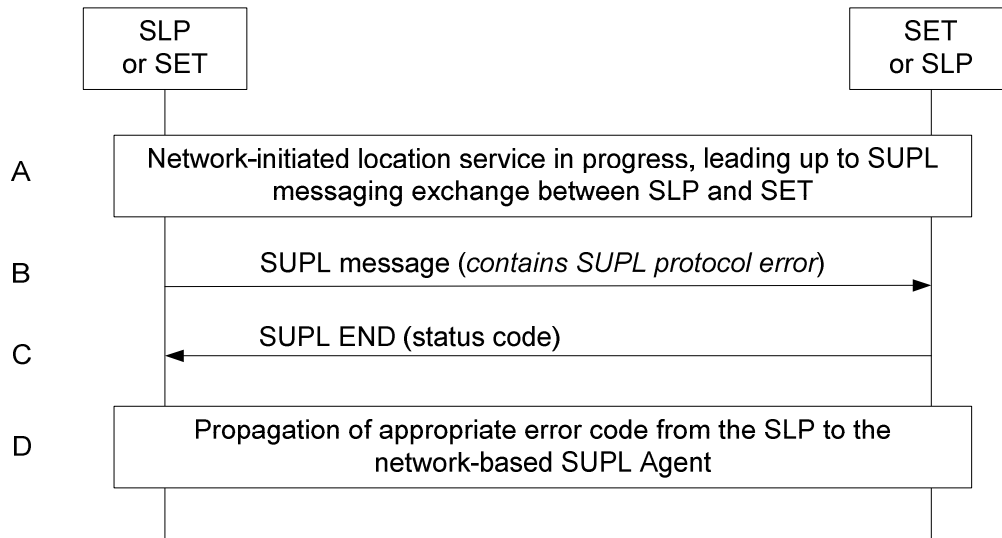 SLP
or SET
SET
or SLP
A
Network-initiated location service in progress, leading up to SUPL
messaging exchange between SLP and SET
B
SUPL message (contains SUPL protocol error)
C
SUPL END (status code)
D
Propagation of appropriate error code from the SLP to the
network-based SUPL Agent